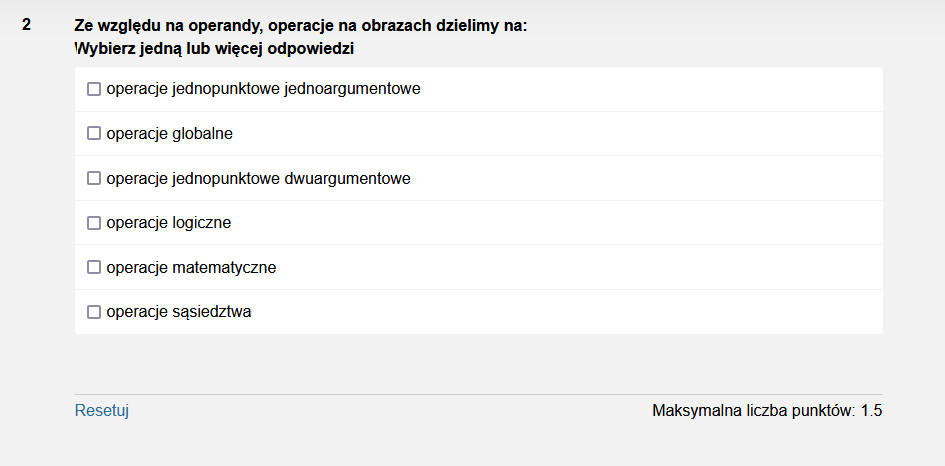 2
Ze względu na operandy, operacje na obrazach dzielimy na:
Wybierz jedną lub więcej odpowiedzi
operacje jednopunktowe jednoargumentowe
operacje globalne
operacje jednopunktowe dwuargumentowe
operacje logiczne
operacje matematyczne
operacje sąsiedztwa
Resetuj
Maksymalna liczba punktów: 1.5